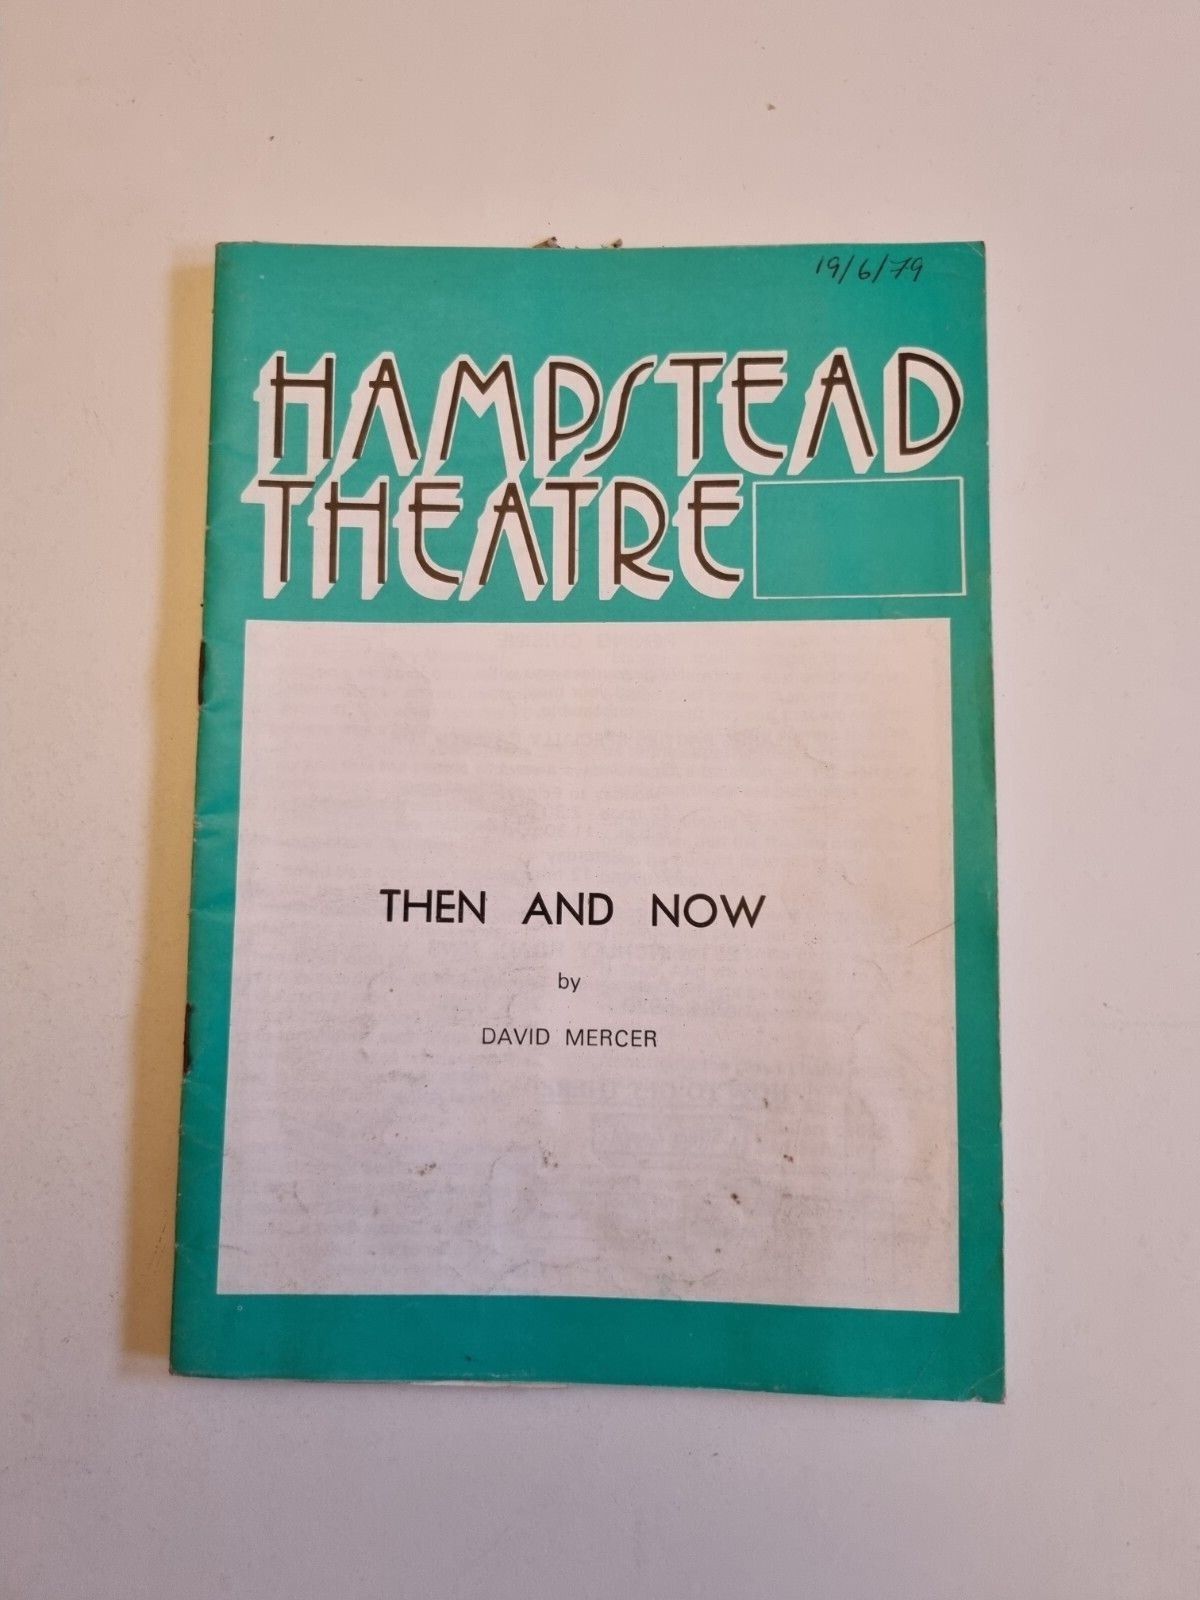 19/6/79
HAMPSTEAD
THEATRE
THEN AND NOW
by
DAVID MERCER